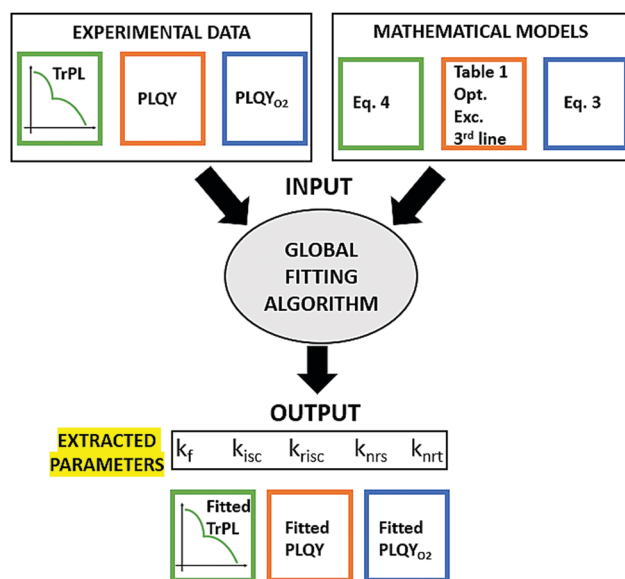 EXPERIMENTAL DATA
TrPL
PLQY
PLQYO2
MATHEMATICAL MODELS
Eq. 4
Table 1
Opt.
Exc.
3rd line
Eq. 3
INPUT
GLOBAL
FITTING
ALGORITHM
OUTPUT
EXTRACTED
PARAMETERS
kf kisc krisc knrs knrt
Fitted
TrPL
Fitted
PLQY
Fitted
PLQYO2